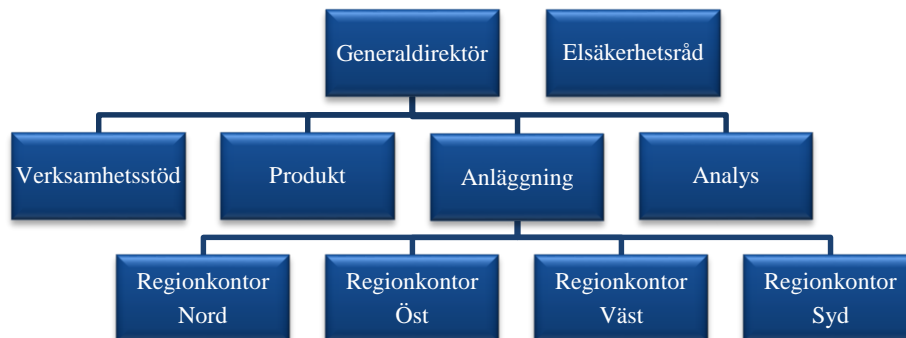 Generaldirektör
Elsäkerhetsråd
Verksamhetsstöd
Produkt
Anläggning
Analys
Regionkontor
Nord
Regionkontor
Öst
Regionkontor
Väst
Regionkontor
Syd